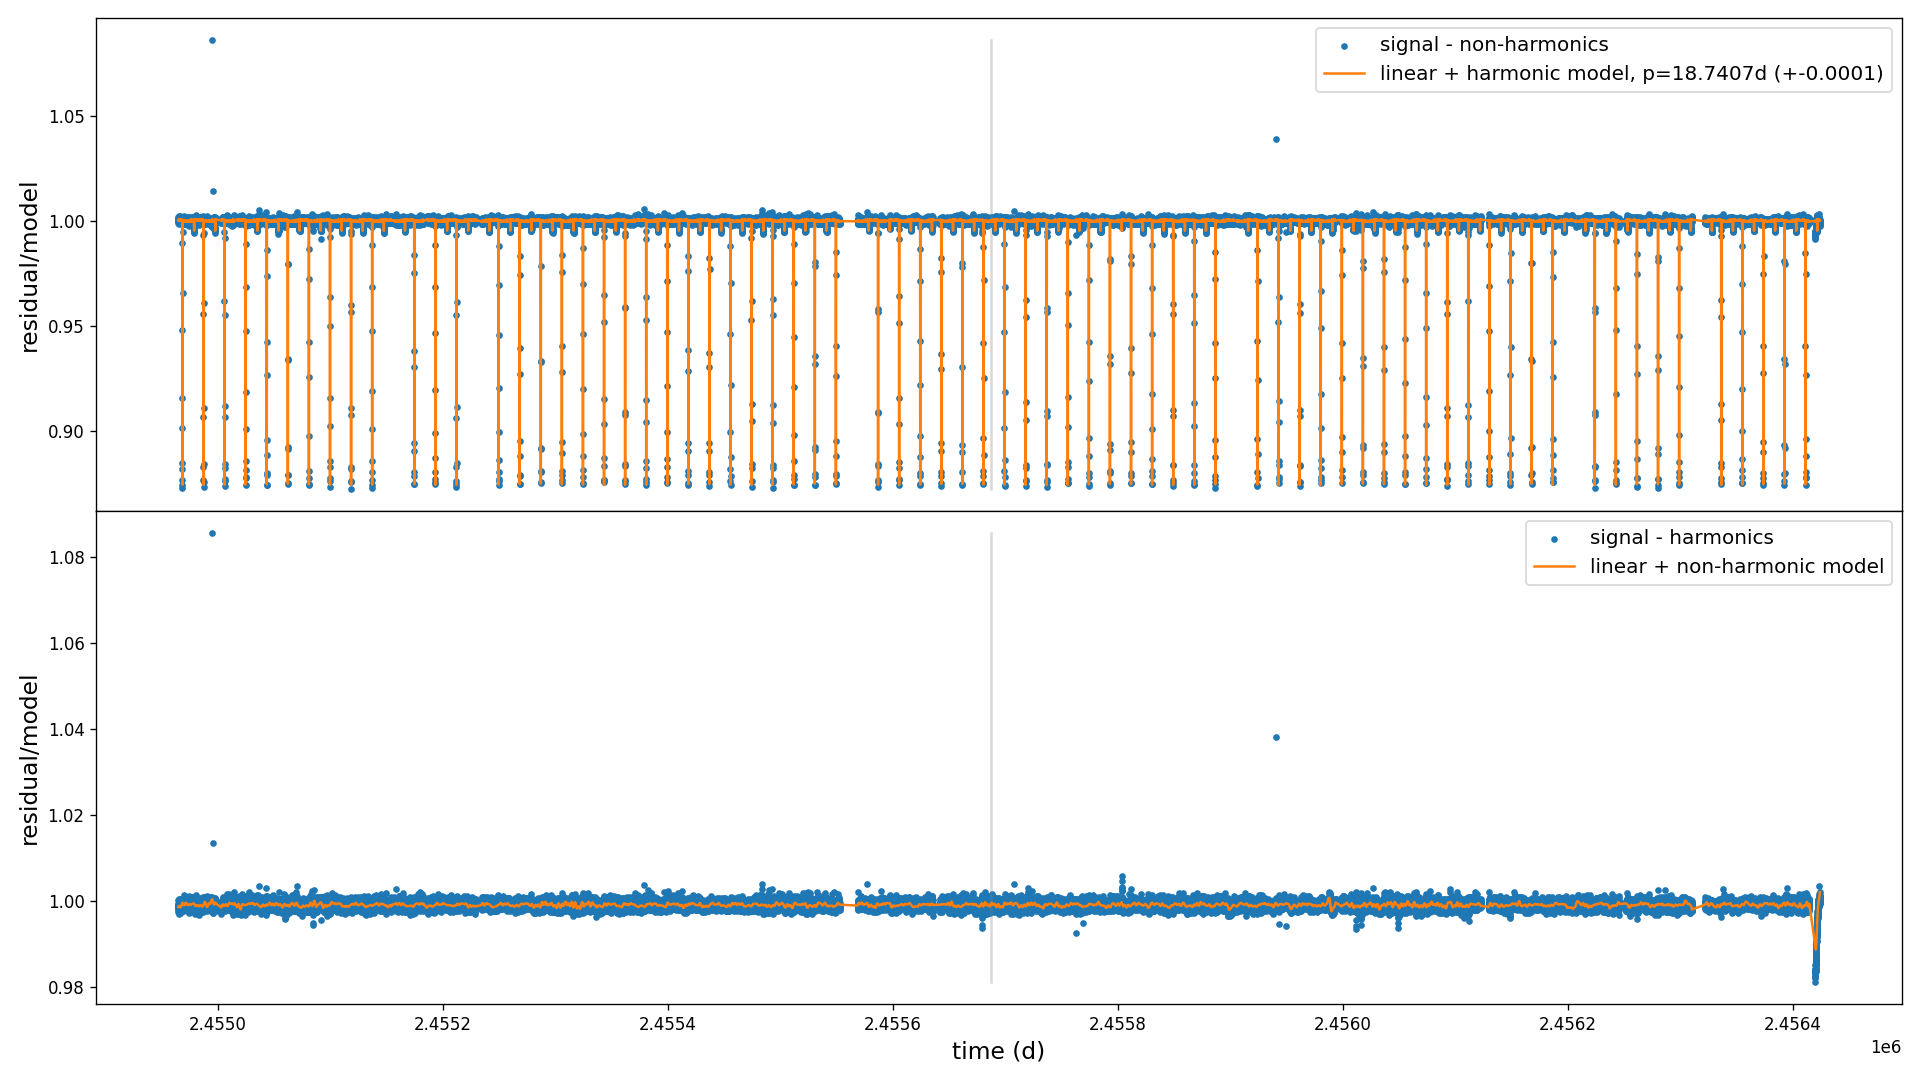 signal - non-harmonics
linear + harmonic model, p=18.7407d (+-0.0001)
1.05
1.00
0.95
0.90
residual/model
signal - harmonics
linear + non-harmonic model
1.08
1.06
1.04
1.02
1.00
0.98
residual/model
2.4550 2.4552 2.4554 2.4556 2.4558 2.4560 2.4562 2.4564
1e6
time (d)